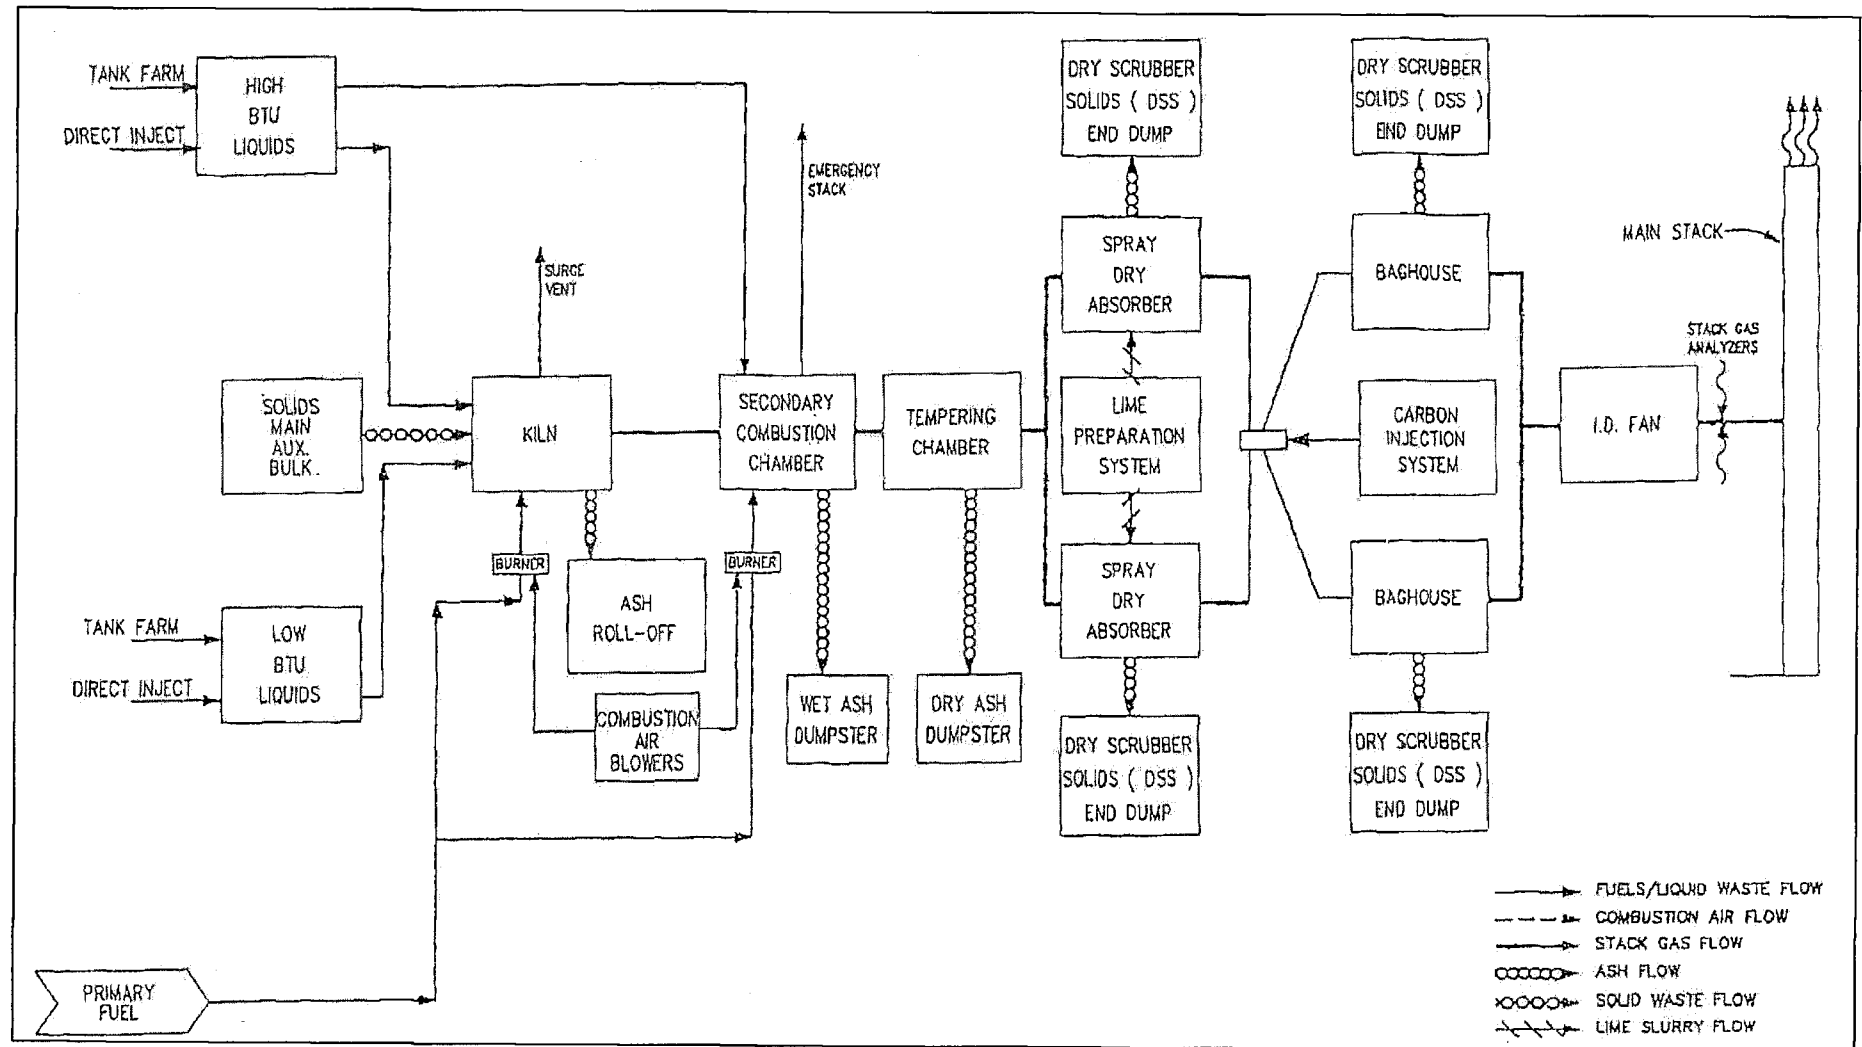 TANK FARM
DIRECT INJECT
HIGH
BTU
LIQUIDS
SURGE
VENT
EMERGENCY
STACK
SOLIDS
MAIN
AUX.
BULK.
KILN
SECONDARY
COMBUSTION
CHAMBER
TEMPERING
CHAMBER
BURNER
BURNER
ASH
ROLL-OFF
TANK FARM
DIRECT INJECT
LOW
BTU
LIQUIDS
COMBUSTION
AIR
BLOWERS
WET ASH
DUMPSTER
DRY ASH
DUMPSTER
PRIMARY
FUEL
DRY SCRUBBER
SOLIDS ( DSS )
END DUMP
SPRAY
DRY
ABSORBER
LIME
PREPARATION
SYSTEM
SPRAY
DRY
ABSORBER
DRY SCRUBBER
SOLIDS ( DSS )
END DUMP
DRY SCRUBBER
SOLIDS ( DSS )
END DUMP
BAGHOUSE
CARBON
INJECTION
SYSTEM
BAGHOUSE
DRY SCRUBBER
SOLIDS ( DSS )
END DUMP
I.D. FAN
STACK GAS
ANALYZERS
MAIN STACK
FUELS/LIQUID WASTE FLOW
COMBUSTION AIR FLOW
STACK GAS FLOW
ASH FLOW
SOLID WASTE FLOW
LIME SLURRY FLOW